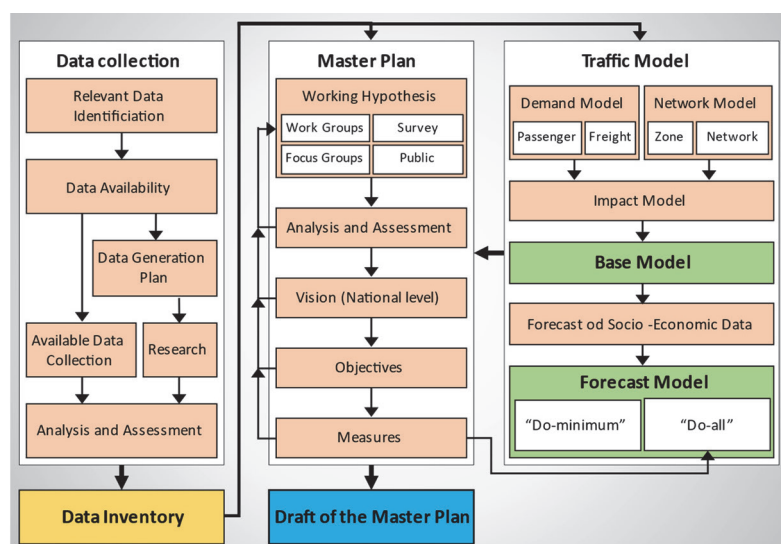 Data collection
Relevant Data
Identificiation
Data Availability
Data Generation
Plan
Available Data
Collection
Research
Analysis and Assessment
Data Inventory
Master Plan
Working Hypothesis
Work Groups
Survey
Focus Groups
Public
Analysis and Assessment
Vision (National level)
Objectives
Measures
Draft of the Master Plan
Traffic Model
Demand Model
Passenger
Freight
Network Model
Zone
Network
Impact Model
Base Model
Forecast od Socio -Economic Data
Forecast Model
“Do-minimum”
“Do-all”